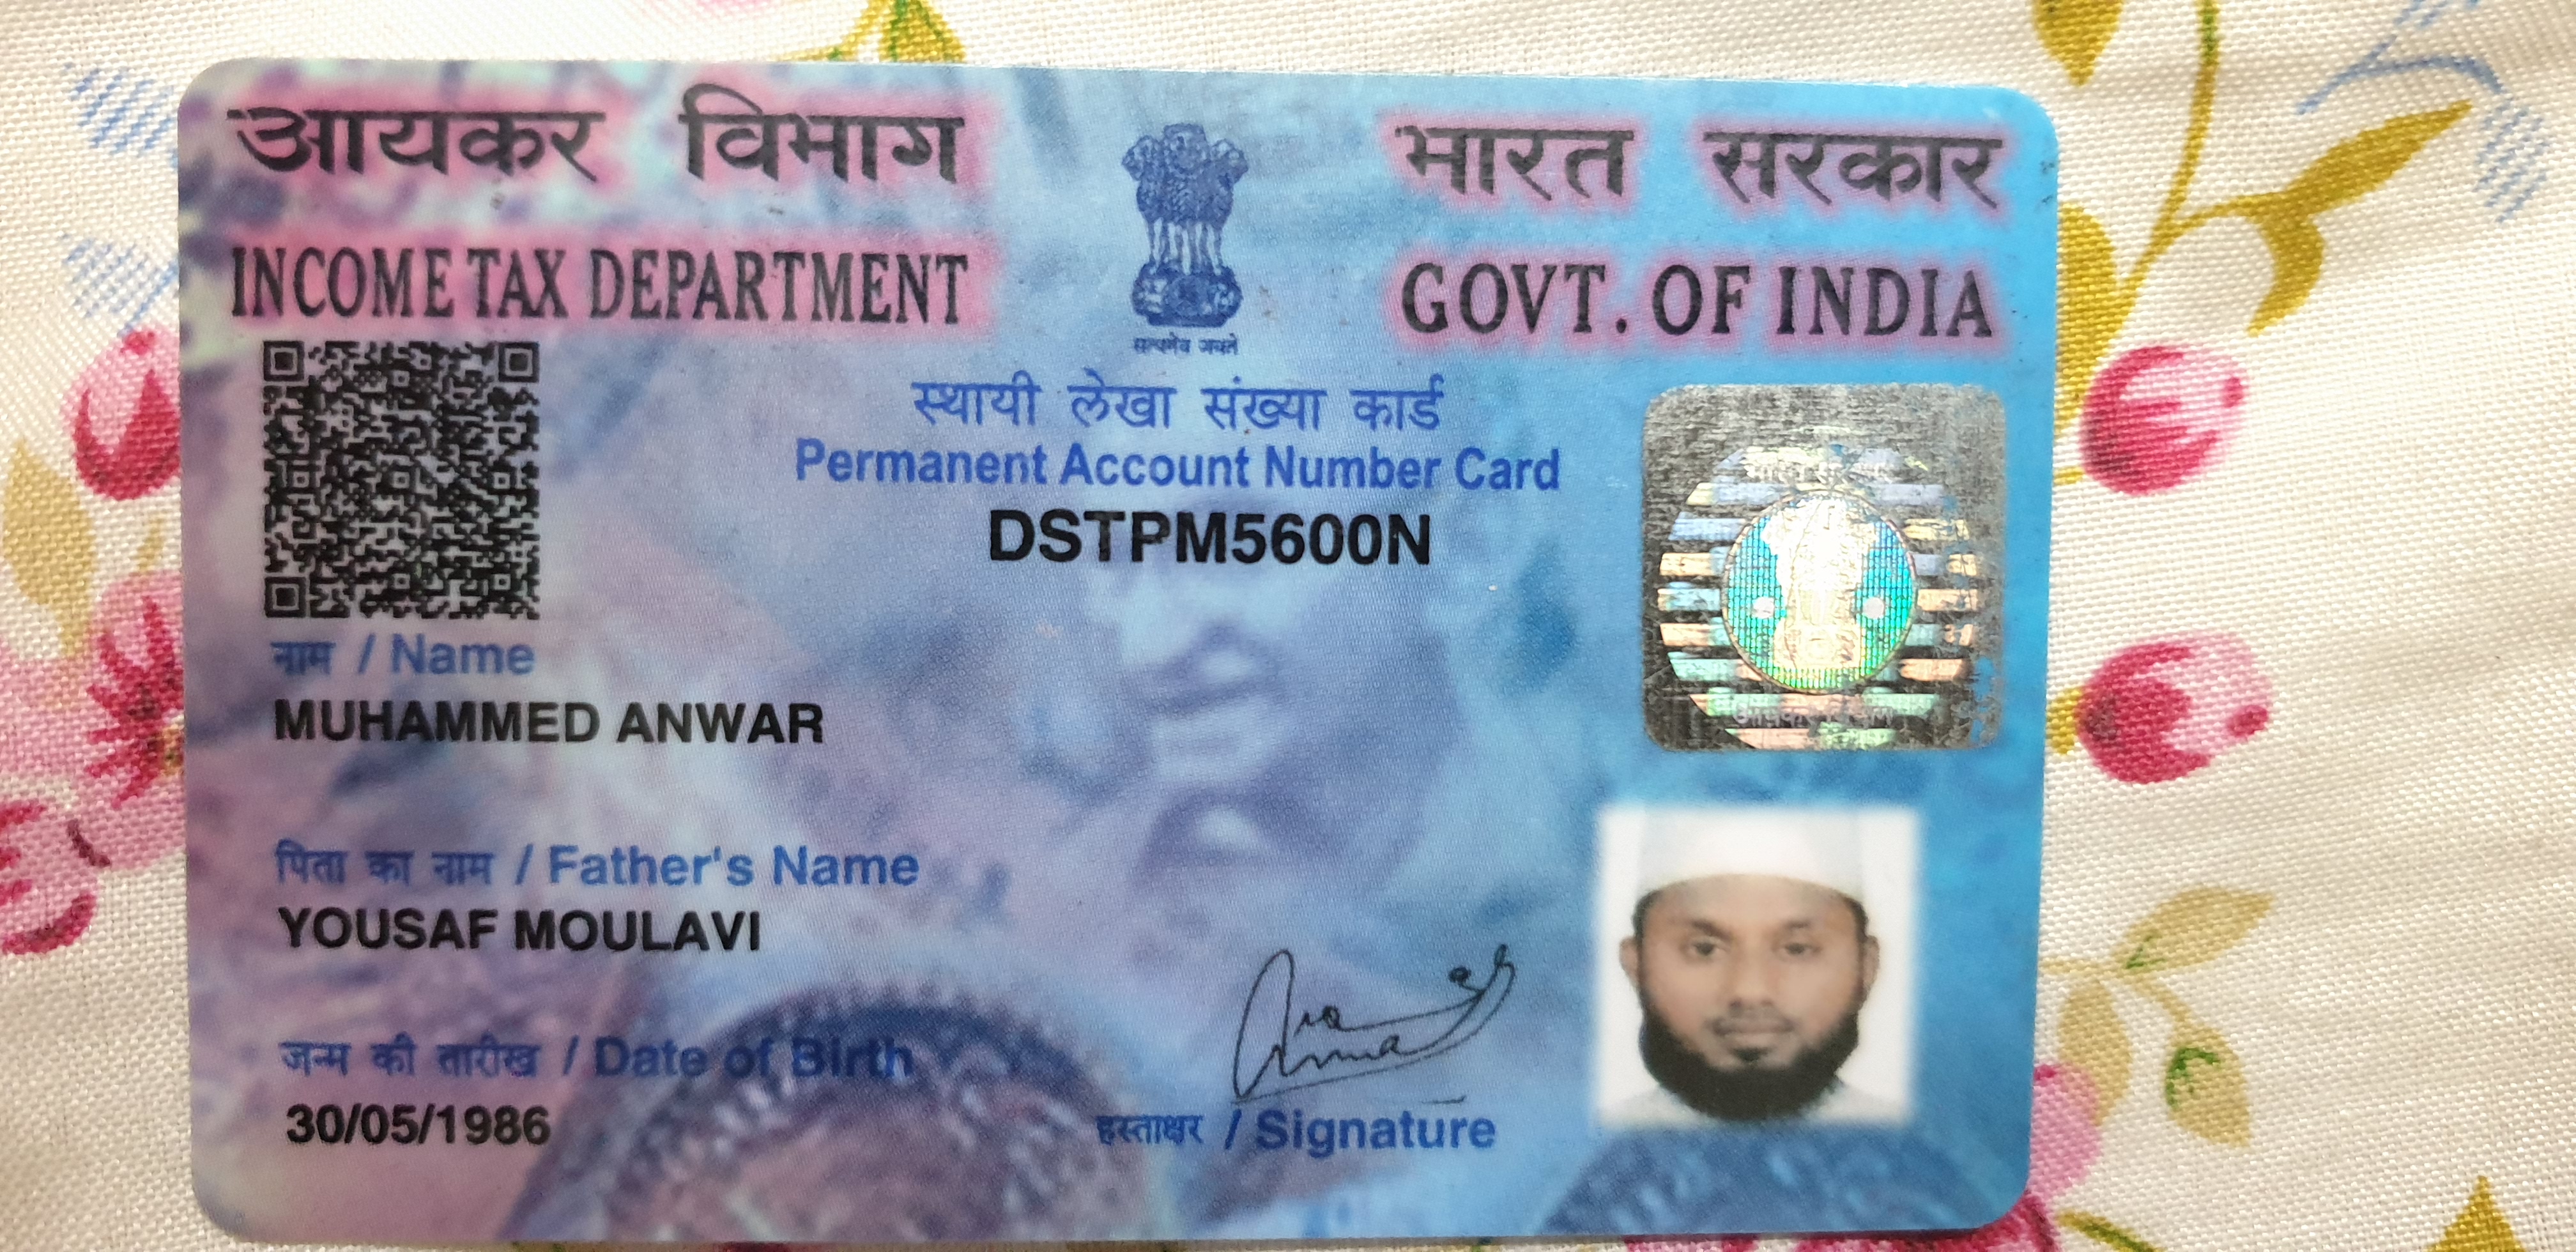 आयकर विभाग
INCOME TAX DEPARTMENT
सत्यमेव जयते
भारत सरकार
GOVT. OF INDIA
स्थायी लेखा संख्या कार्ड
Permanent Account Number Card
DSTPM5600N
नाम / Name
MUHAMMED ANWAR
पिता का नाम / Father's Name
YOUSAF MOULAVI
जन्म की तारीख / Date of Birth
30/05/1986
हस्ताक्षर / Signature